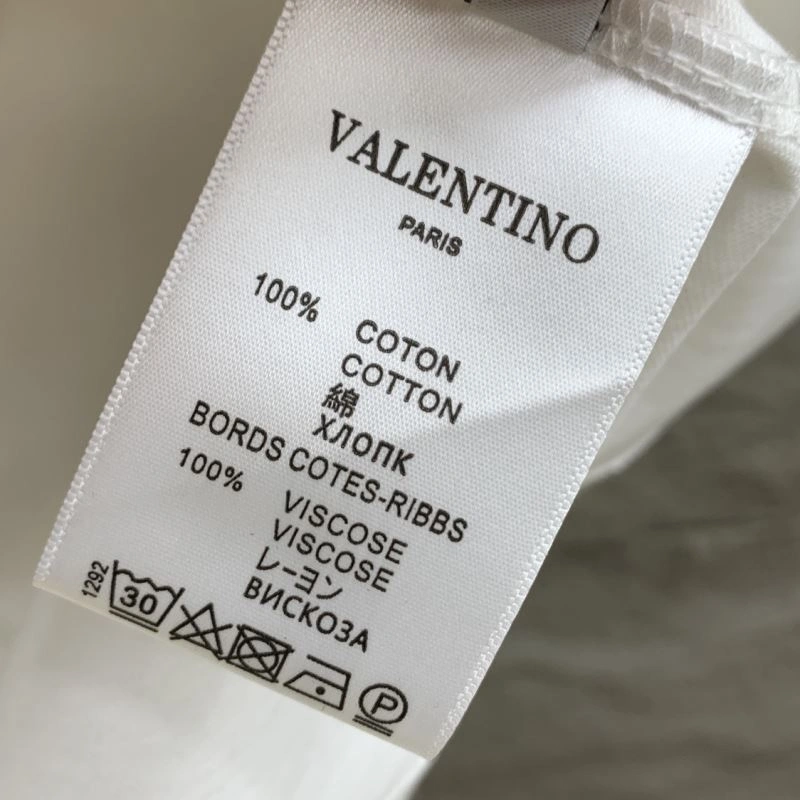 VALENTINO
PARIS
100% COTON
COTTON
綿
ХЛОПК
BORDS COTES-RIBBS
100% VISCOSE
VISCOSE
レーヨン
ВИСКОЗА
1292
30
P